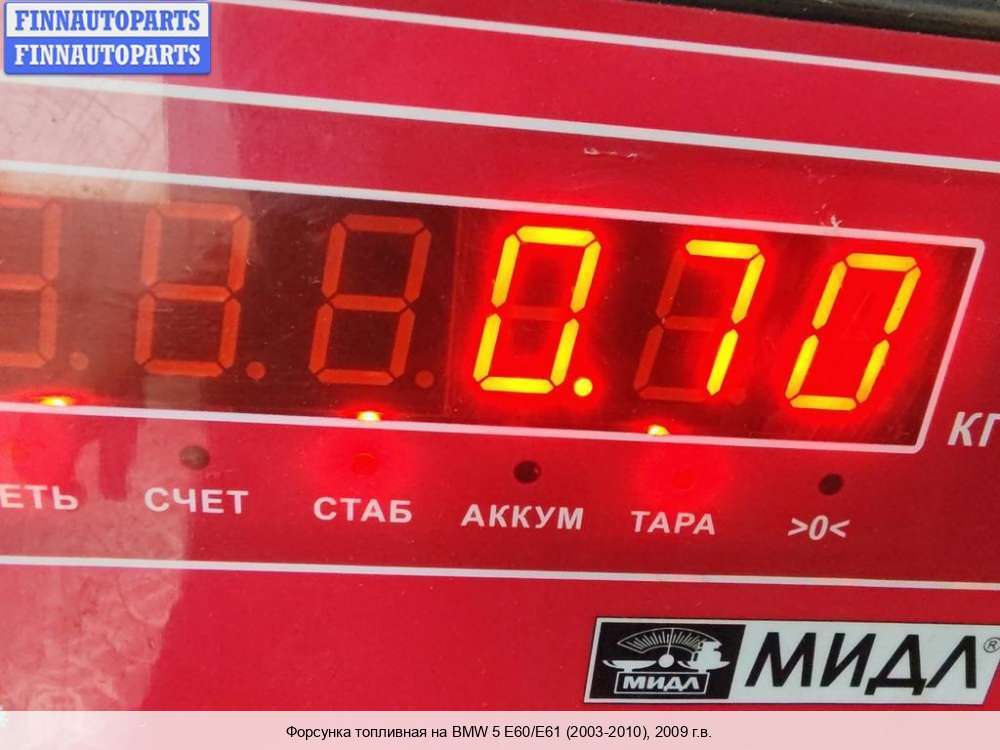 FINNAUTOPARTS
FINNAUTOPARTS
0.70
КГ
ЕТЬ СЧЕТ СТАБ АККУМ ТАРА >0<
МИДЛ МИДЛ®
Форсунка топливная на BMW 5 E60/E61 (2003-2010), 2009 г.в.